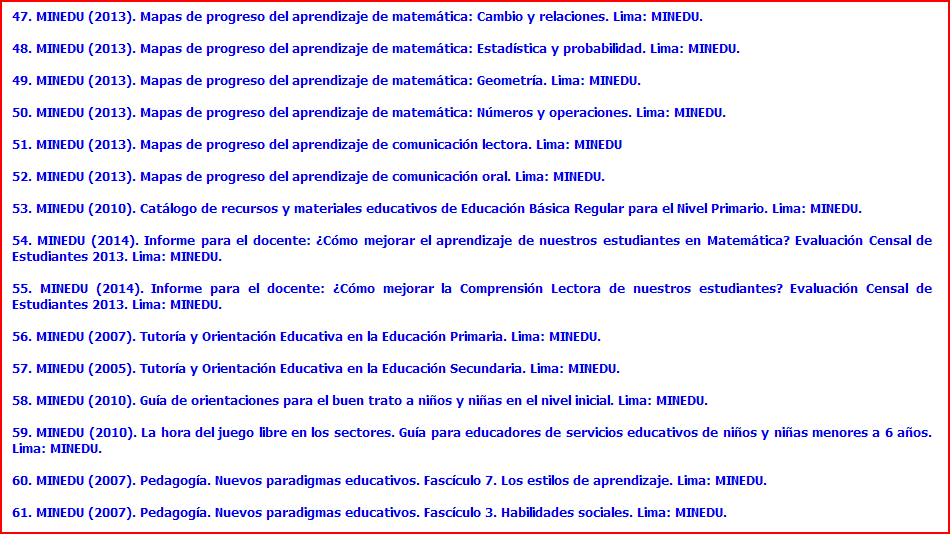 47. MINEDU (2013). Mapas de progreso del aprendizaje de matemática: Cambio y relaciones. Lima: MINEDU.
48. MINEDU (2013). Mapas de progreso del aprendizaje de matemática: Estadística y probabilidad. Lima: MINEDU.
49. MINEDU (2013). Mapas de progreso del aprendizaje de matemática: Geometría. Lima: MINEDU.
50. MINEDU (2013). Mapas de progreso del aprendizaje de matemática: Números y operaciones. Lima: MINEDU.
51. MINEDU (2013). Mapas de progreso del aprendizaje de comunicación lectora. Lima: MINEDU
52. MINEDU (2013). Mapas de progreso del aprendizaje de comunicación oral. Lima: MINEDU.
53. MINEDU (2010). Catálogo de recursos y materiales educativos de Educación Básica Regular para el Nivel Primario. Lima: MINEDU.
54. MINEDU (2014). Informe para el docente: ¿Cómo mejorar el aprendizaje de nuestros estudiantes en Matemática? Evaluación Censal de
Estudiantes 2013. Lima: MINEDU.
55. MINEDU (2014). Informe para el docente: ¿Cómo mejorar la Comprensión Lectora de nuestros estudiantes? Evaluación Censal de
Estudiantes 2013. Lima: MINEDU.
56. MINEDU (2007). Tutoría y Orientación Educativa en la Educación Primaria. Lima: MINEDU.
57. MINEDU (2005). Tutoría y Orientación Educativa en la Educación Secundaria. Lima: MINEDU.
58. MINEDU (2010). Guía de orientaciones para el buen trato a niños y niñas en el nivel inicial. Lima: MINEDU.
59. MINEDU (2010). La hora del juego libre en los sectores. Guía para educadores de servicios educativos de niños y niñas menores a 6 años.
Lima: MINEDU.
60. MINEDU (2007). Pedagogía. Nuevos paradigmas educativos. Fascículo 7. Los estilos de aprendizaje. Lima: MINEDU.
61. MINEDU (2007). Pedagogía. Nuevos paradigmas educativos. Fascículo 3. Habilidades sociales. Lima: MINEDU.